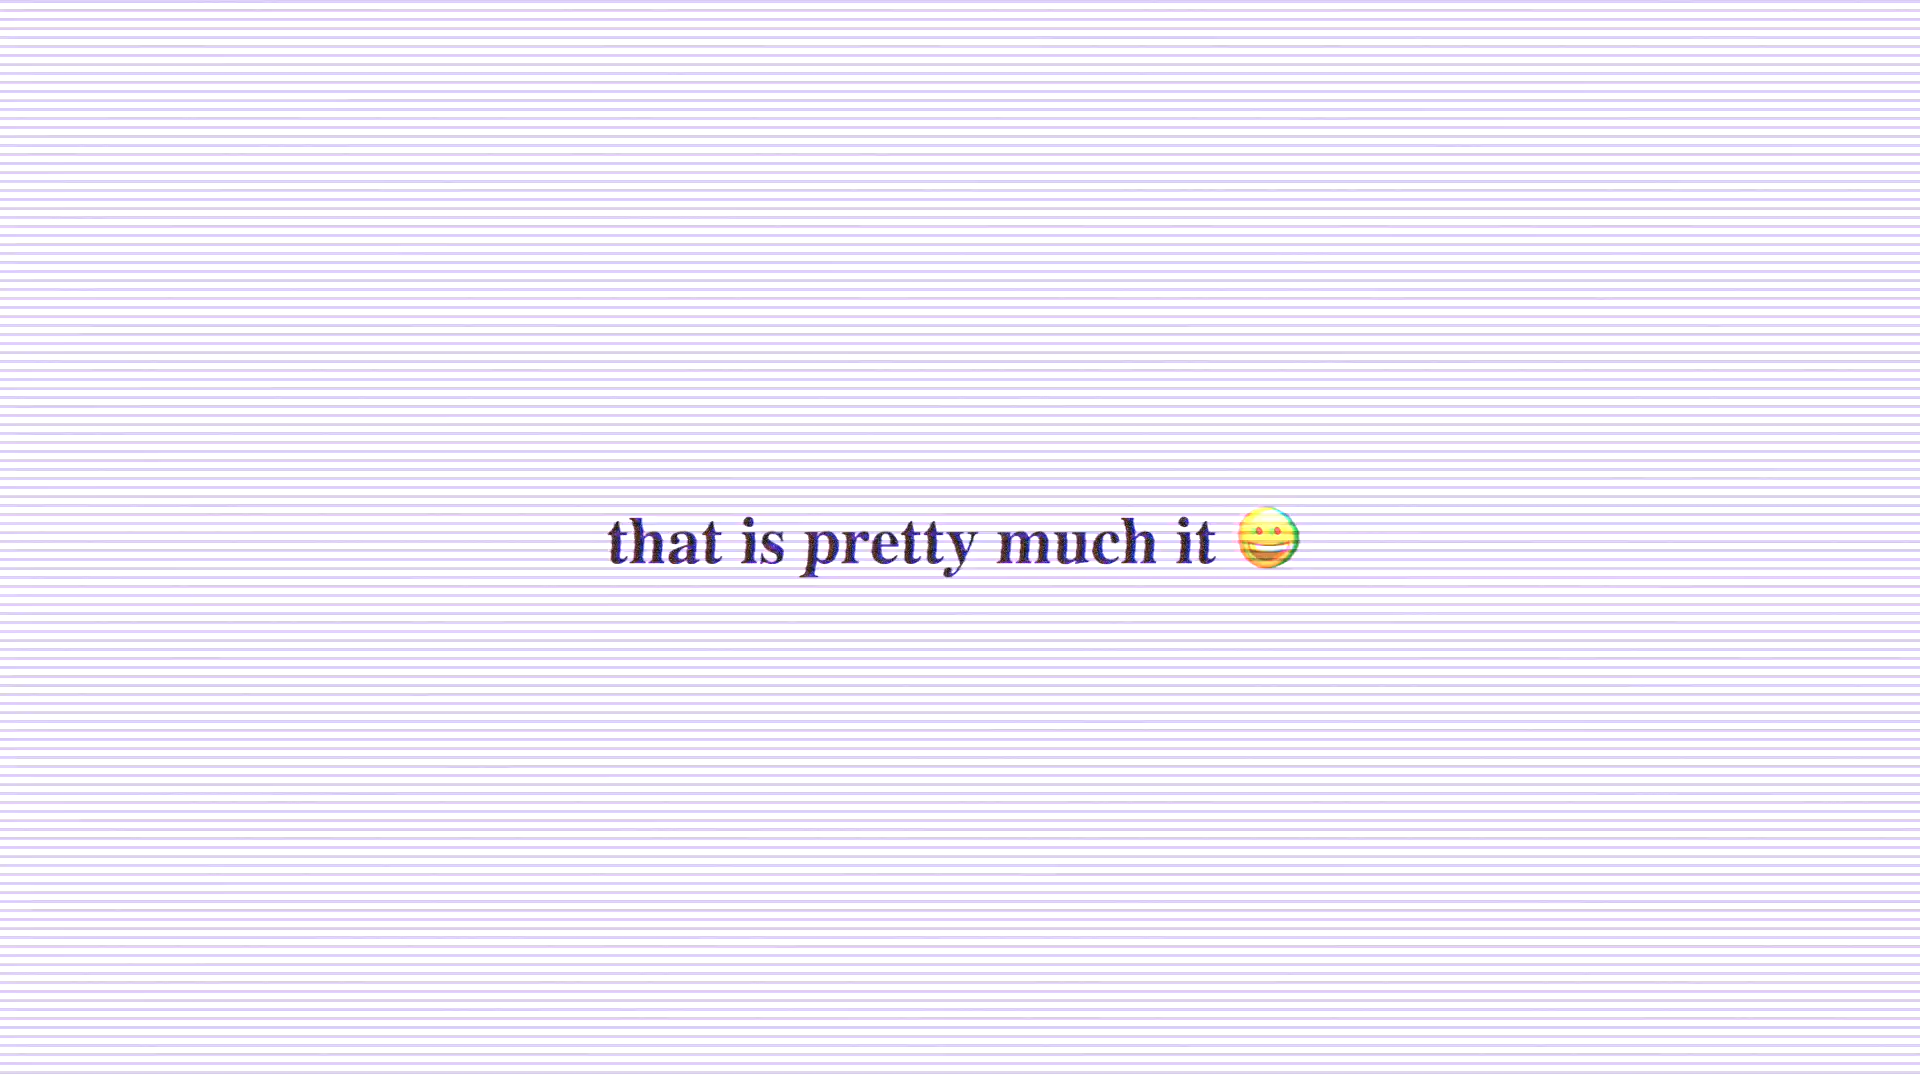 that is pretty much it 😀